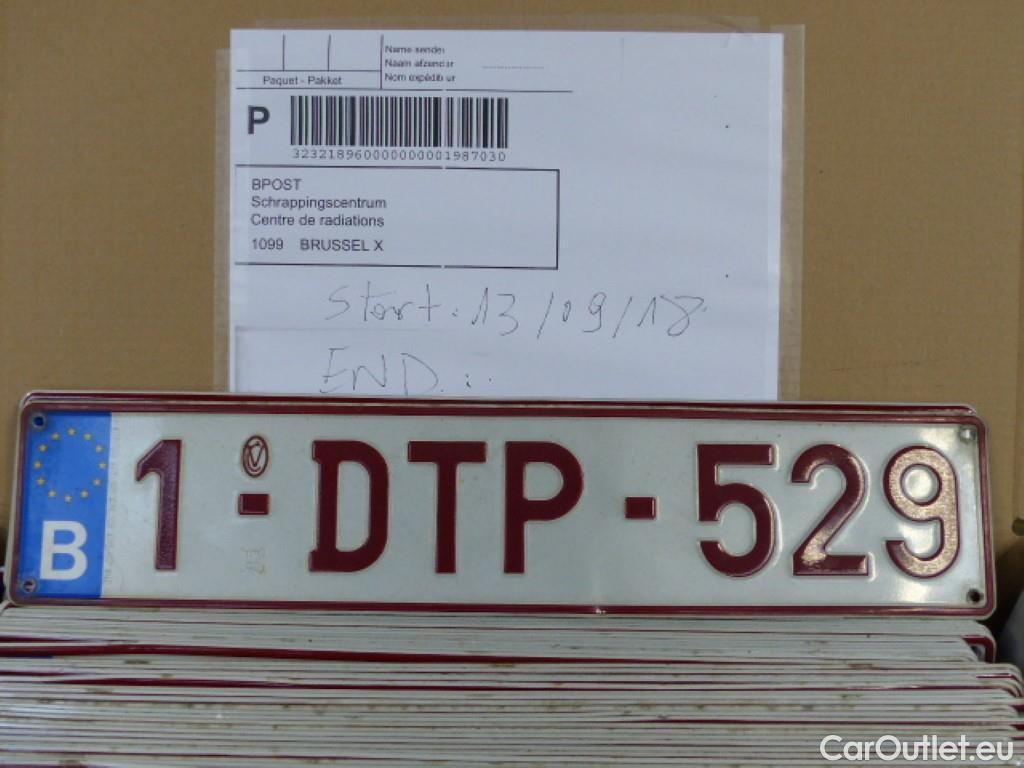 Name sender
Naam afzender
Nom expéditeur
Paquet - Pakket
P
32321896000000001987030
BPOST
Schrappingscentrum
Centre de radiations
1099 BRUSSEL X
Start : 13/09/18
END :
B 1-DTP-529
CarOutlet.eu